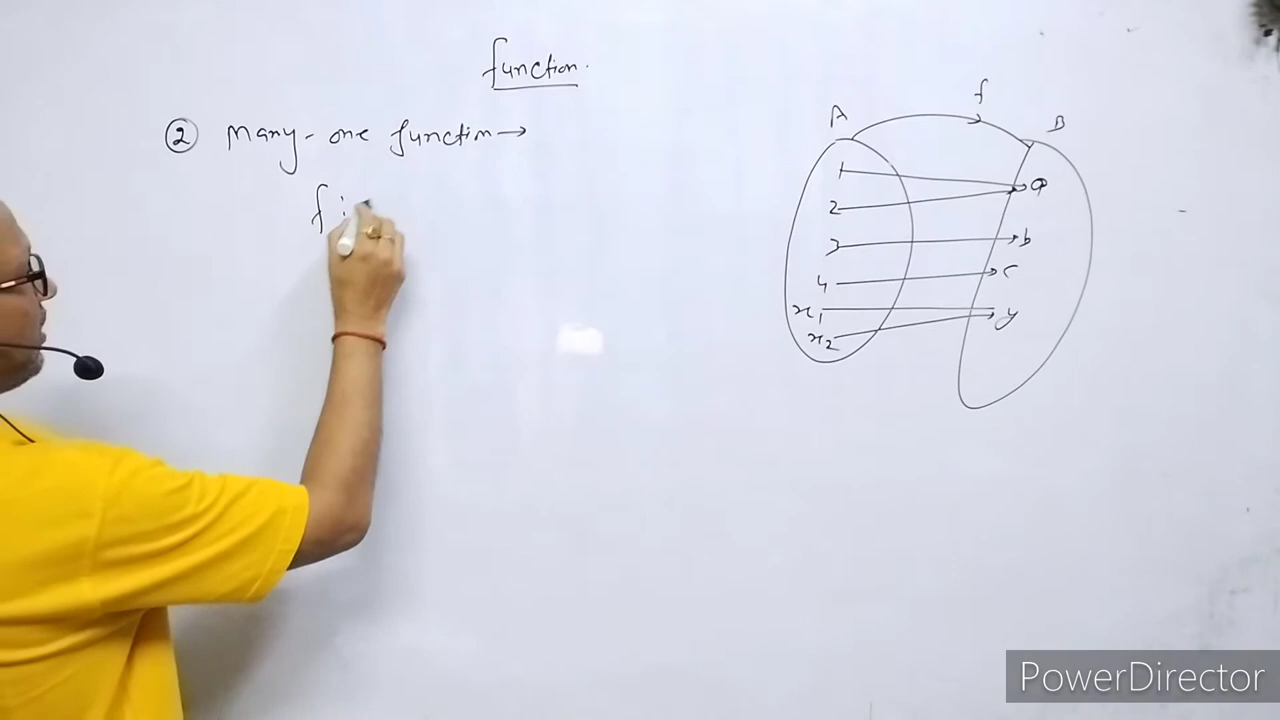 function.
② Many-one function →
f :
f
A
B
1
a
2
3
b
4
c
x1
y
x2
PowerDirector